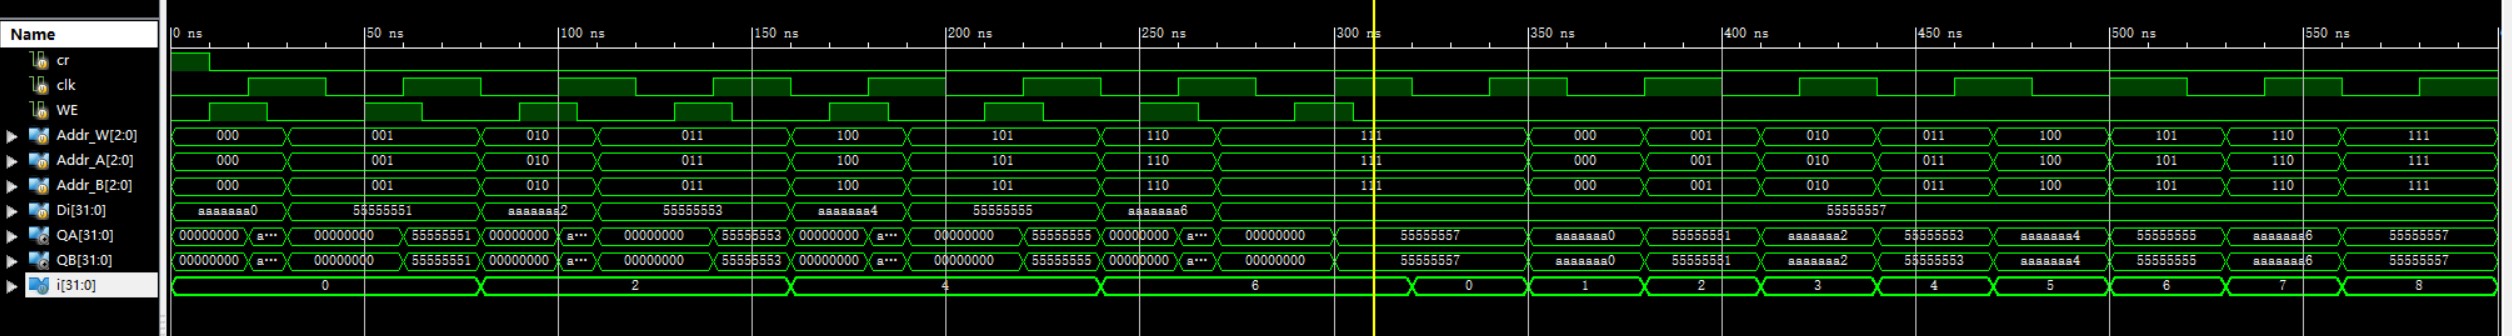 Name 0 ns 50 ns 100 ns 150 ns 200 ns 250 ns 300 ns 350 ns 400 ns 450 ns 500 ns 550 ns
cr
clk
WE
Addr_W[2:0] 000 001 010 011 100 101 110 111 000 001 010 011 100 101 110 111
Addr_A[2:0] 000 001 010 011 100 101 110 111 000 001 010 011 100 101 110 111
Addr_B[2:0] 000 001 010 011 100 101 110 111 000 001 010 011 100 101 110 111
Di[31:0] aaaaaaa0 55555551 aaaaaaa2 55555553 aaaaaaa4 55555555 aaaaaaa6 55555557
QA[31:0] 00000000 a··· 00000000 55555551 00000000 a··· 00000000 55555553 00000000 a··· 00000000 55555555 00000000 a··· 00000000 55555557 aaaaaaa0 55555551 aaaaaaa2 55555553 aaaaaaa4 55555555 aaaaaaa6 55555557
QB[31:0] 00000000 a··· 00000000 55555551 00000000 a··· 00000000 55555553 00000000 a··· 00000000 55555555 00000000 a··· 00000000 55555557 aaaaaaa0 55555551 aaaaaaa2 55555553 aaaaaaa4 55555555 aaaaaaa6 55555557
i[31:0] 0 2 4 6 0 1 2 3 4 5 6 7 8